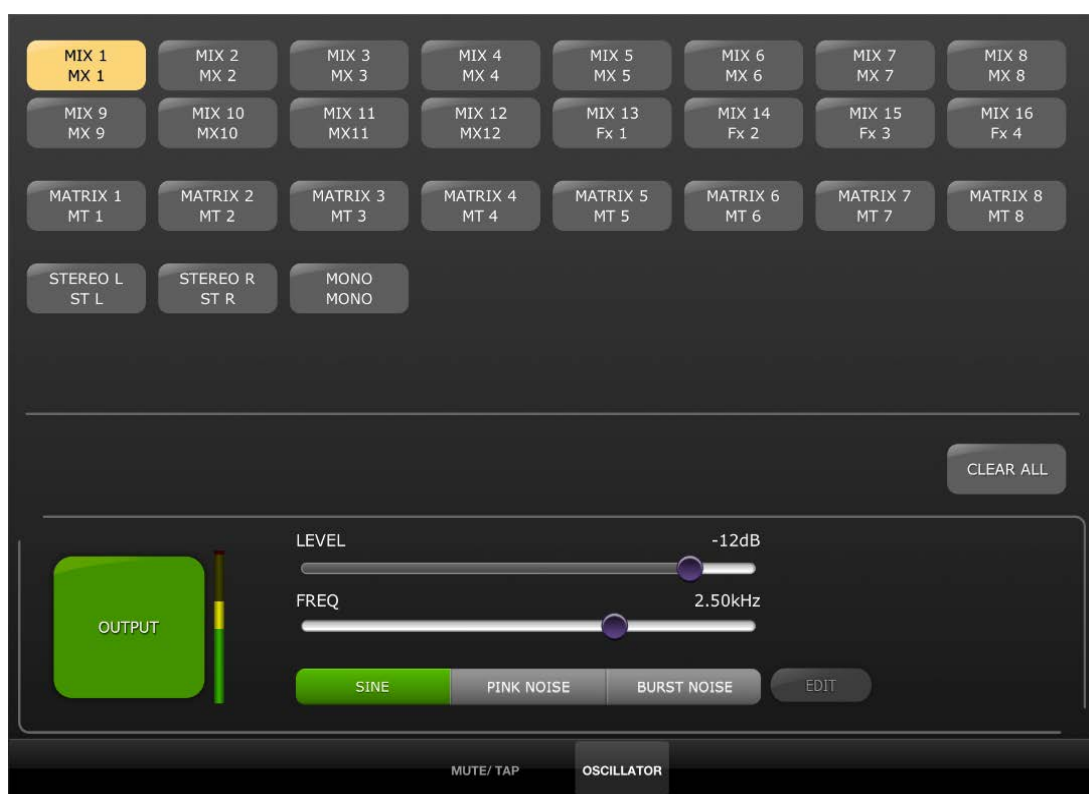 MIX 1 MIX 2 MIX 3 MIX 4 MIX 5 MIX 6 MIX 7 MIX 8
MX 1 MX 2 MX 3 MX 4 MX 5 MX 6 MX 7 MX 8
MIX 9 MIX 10 MIX 11 MIX 12 MIX 13 MIX 14 MIX 15 MIX 16
MX 9 MX10 MX11 MX12 Fx 1 Fx 2 Fx 3 Fx 4
MATRIX 1 MATRIX 2 MATRIX 3 MATRIX 4 MATRIX 5 MATRIX 6 MATRIX 7 MATRIX 8
MT 1 MT 2 MT 3 MT 4 MT 5 MT 6 MT 7 MT 8
STEREO L STEREO R MONO
ST L ST R MONO
CLEAR ALL
LEVEL -12dB
FREQ 2.50kHz
OUTPUT
SINE PINK NOISE BURST NOISE EDIT
MUTE/ TAP OSCILLATOR